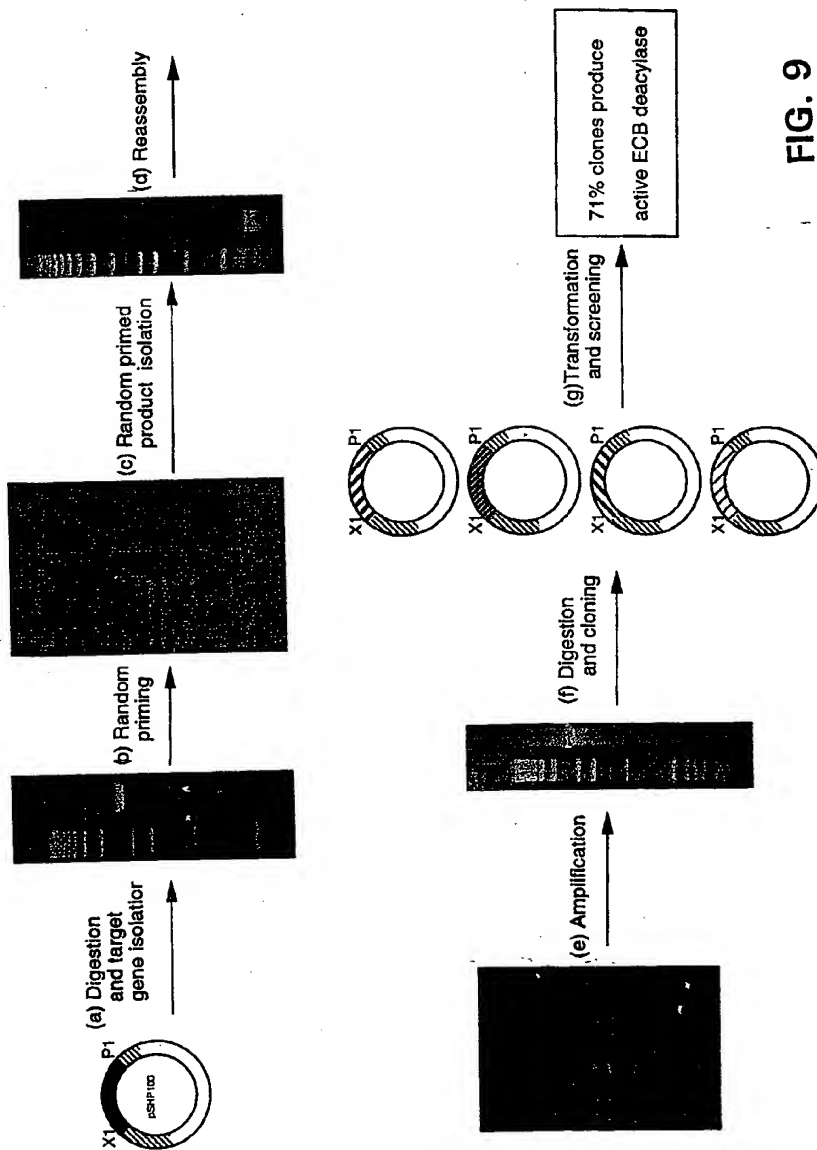 X1 P1
pSHP100
(a) Digestion
and target
gene isolation
(b) Random
priming
(c) Random primed
product isolation
(d) Reassembly
(e) Amplification
(f) Digestion
and cloning
X1 P1
X1 P1
X1 P1
X1 P1
(g)Transformation
and screening
71% clones produce
active ECB deacylase
FIG. 9